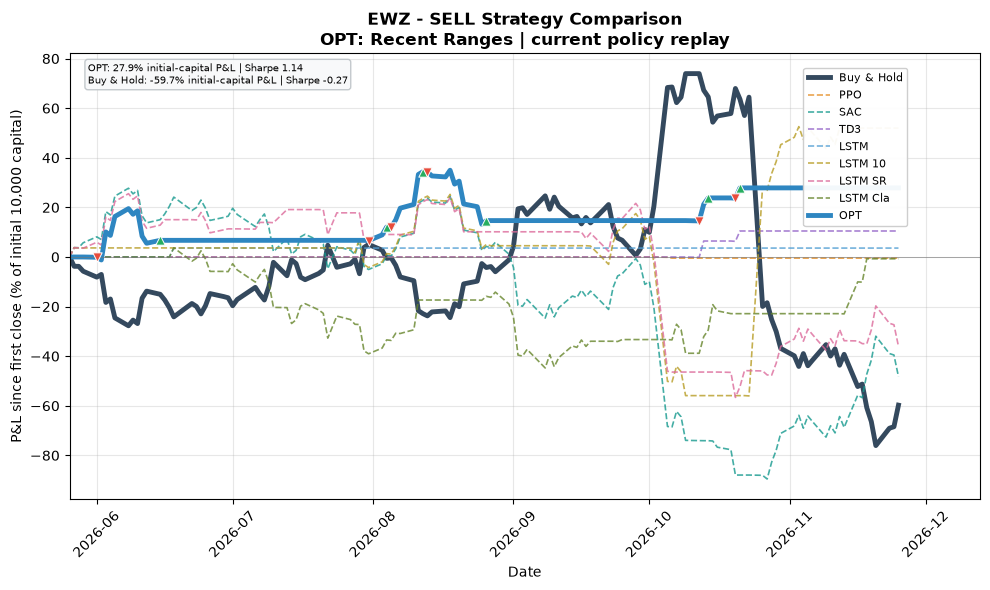 EWZ - SELL Strategy Comparison
OPT: Recent Ranges | current policy replay
OPT: 27.9% initial-capital P&L | Sharpe 1.14
Buy & Hold: -59.7% initial-capital P&L | Sharpe -0.27
Buy & Hold
PPO
SAC
TD3
LSTM
LSTM 10
LSTM SR
LSTM Cla
OPT
P&L since first close (% of initial 10,000 capital)
80
60
40
20
0
−20
−40
−60
−80
2026-06
2026-07
2026-08
2026-09
2026-10
2026-11
2026-12
Date